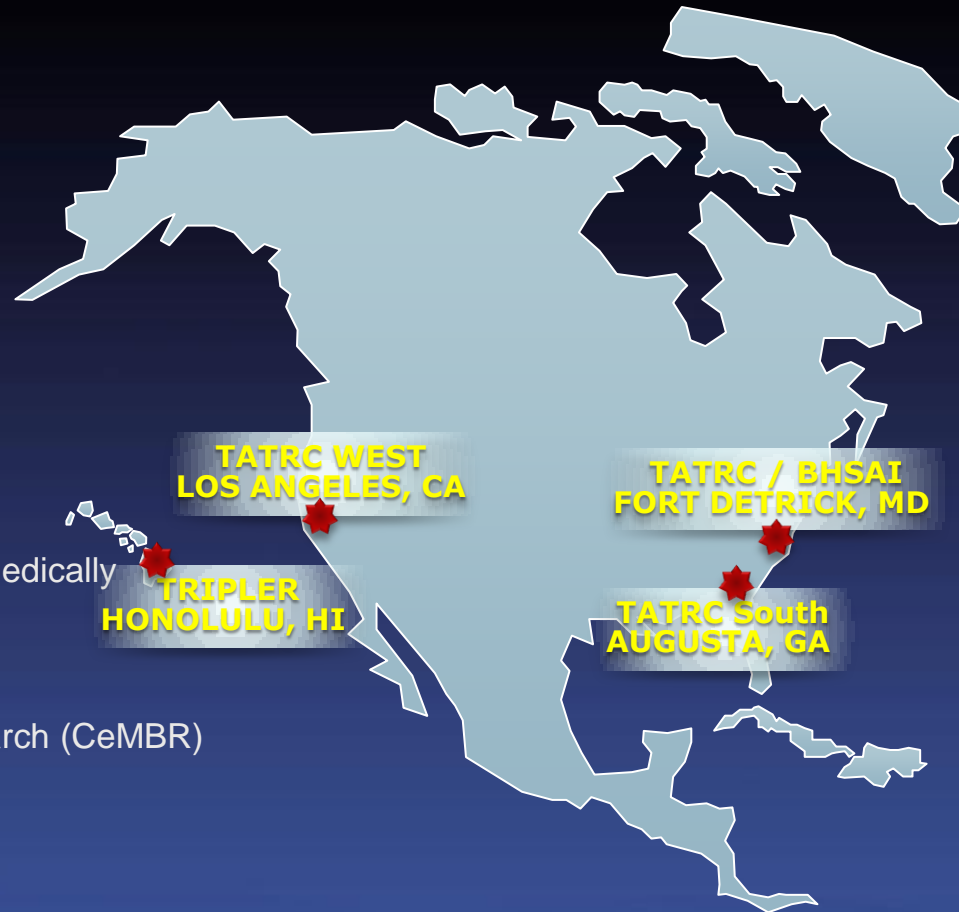 TATRC WEST
LOS ANGELES, CA
TATRC / BHSAI
FORT DETRICK, MD
edically
TRIPLER
HONOLULU, HI
TATRC South
AUGUSTA, GA
rch (CeMBR)